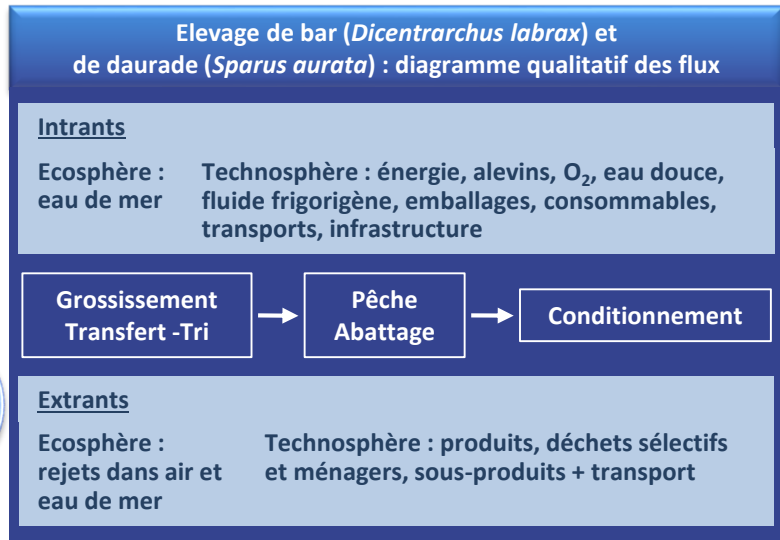 Elevage de bar (Dicentrarchus labrax) et
de daurade (Sparus aurata) : diagramme qualitatif des flux
Intrants
Ecosphère :
eau de mer
Technosphère : énergie, alevins, O₂, eau douce,
fluide frigorigène, emballages, consommables,
transports, infrastructure
Grossissement
Transfert -Tri
Pêche
Abattage
Conditionnement
Extrants
Ecosphère :
rejets dans air et
eau de mer
Technosphère : produits, déchets sélectifs
et ménagers, sous-produits + transport